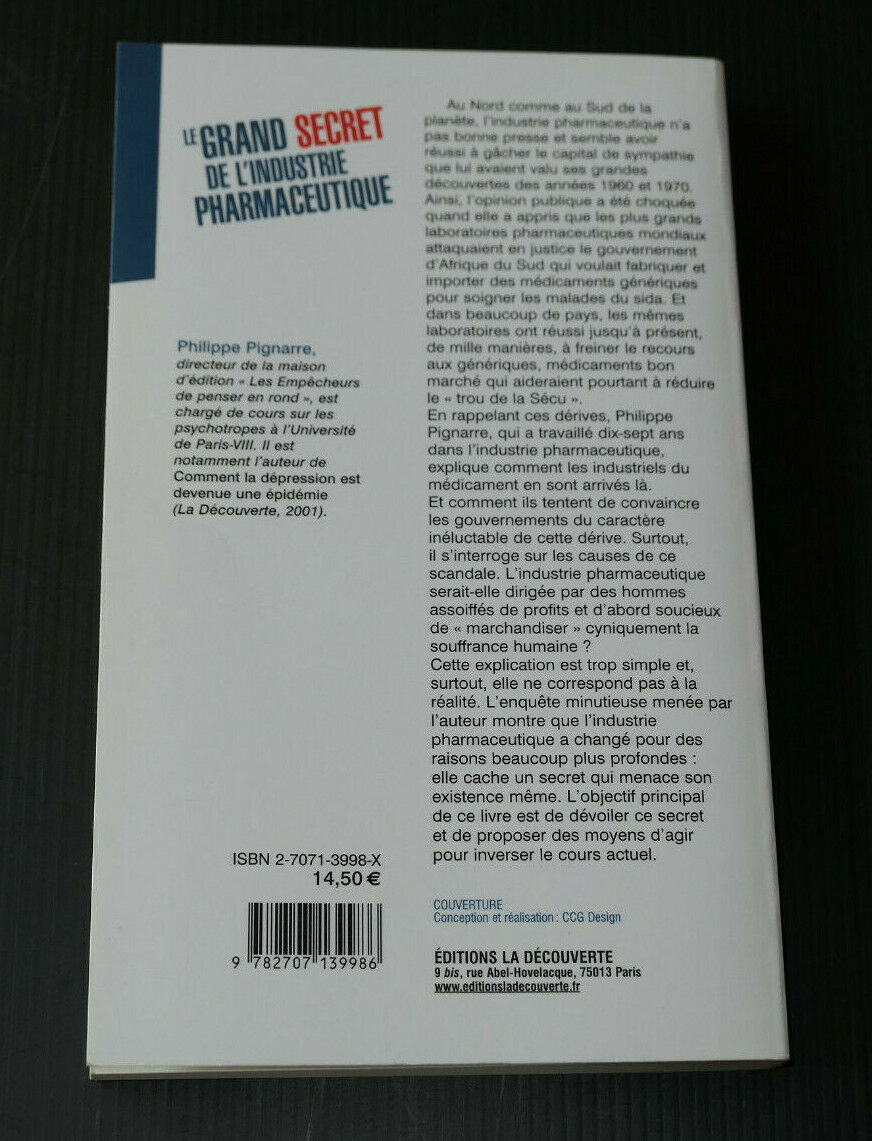 LE GRAND SECRET
DE L'INDUSTRIE
PHARMACEUTIQUE
Philippe Pignarre,
directeur de la maison
d'édition « Les Empêcheurs
de penser en rond », est
chargé de cours sur les
psychotropes à l'Université
de Paris-VIII. Il est
notamment l'auteur de
Comment la dépression est
devenue une épidémie
(La Découverte, 2001).
Au Nord comme au Sud de la
planète, l'industrie pharmaceutique n'a
pas bonne presse et semble avoir
réussi à gâcher le capital de sympathie
que lui avaient valu ses grandes
découvertes des années 1960 et 1970.
Ainsi, l'opinion publique a été choquée
quand elle a appris que les plus grands
laboratoires pharmaceutiques mondiaux
attaquaient en justice le gouvernement
d'Afrique du Sud qui voulait fabriquer et
importer des médicaments génériques
pour soigner les malades du sida. Et
dans beaucoup de pays, les mêmes
laboratoires ont réussi jusqu'à présent,
de mille manières, à freiner le recours
aux génériques, médicaments bon
marché qui aideraient pourtant à réduire
le « trou de la Sécu ».
En rappelant ces dérives, Philippe
Pignarre, qui a travaillé dix-sept ans
dans l'industrie pharmaceutique,
explique comment les industriels du
médicament en sont arrivés là.
Et comment ils tentent de convaincre
les gouvernements du caractère
inéluctable de cette dérive. Surtout,
il s'interroge sur les causes de ce
scandale. L'industrie pharmaceutique
serait-elle dirigée par des hommes
assoiffés de profits et d'abord soucieux
de « marchandiser » cyniquement la
souffrance humaine ?
Cette explication est trop simple et,
surtout, elle ne correspond pas à la
réalité. L'enquête minutieuse menée par
l'auteur montre que l'industrie
pharmaceutique a changé pour des
raisons beaucoup plus profondes :
elle cache un secret qui menace son
existence même. L'objectif principal
de ce livre est de dévoiler ce secret
et de proposer des moyens d'agir
pour inverser le cours actuel.
ISBN 2-7071-3998-X
14,50 €
9 782707 139986
COUVERTURE
Conception et réalisation : CCG Design
ÉDITIONS LA DÉCOUVERTE
9 bis, rue Abel-Hovelacque, 75013 Paris
www.editionsladecouverte.fr